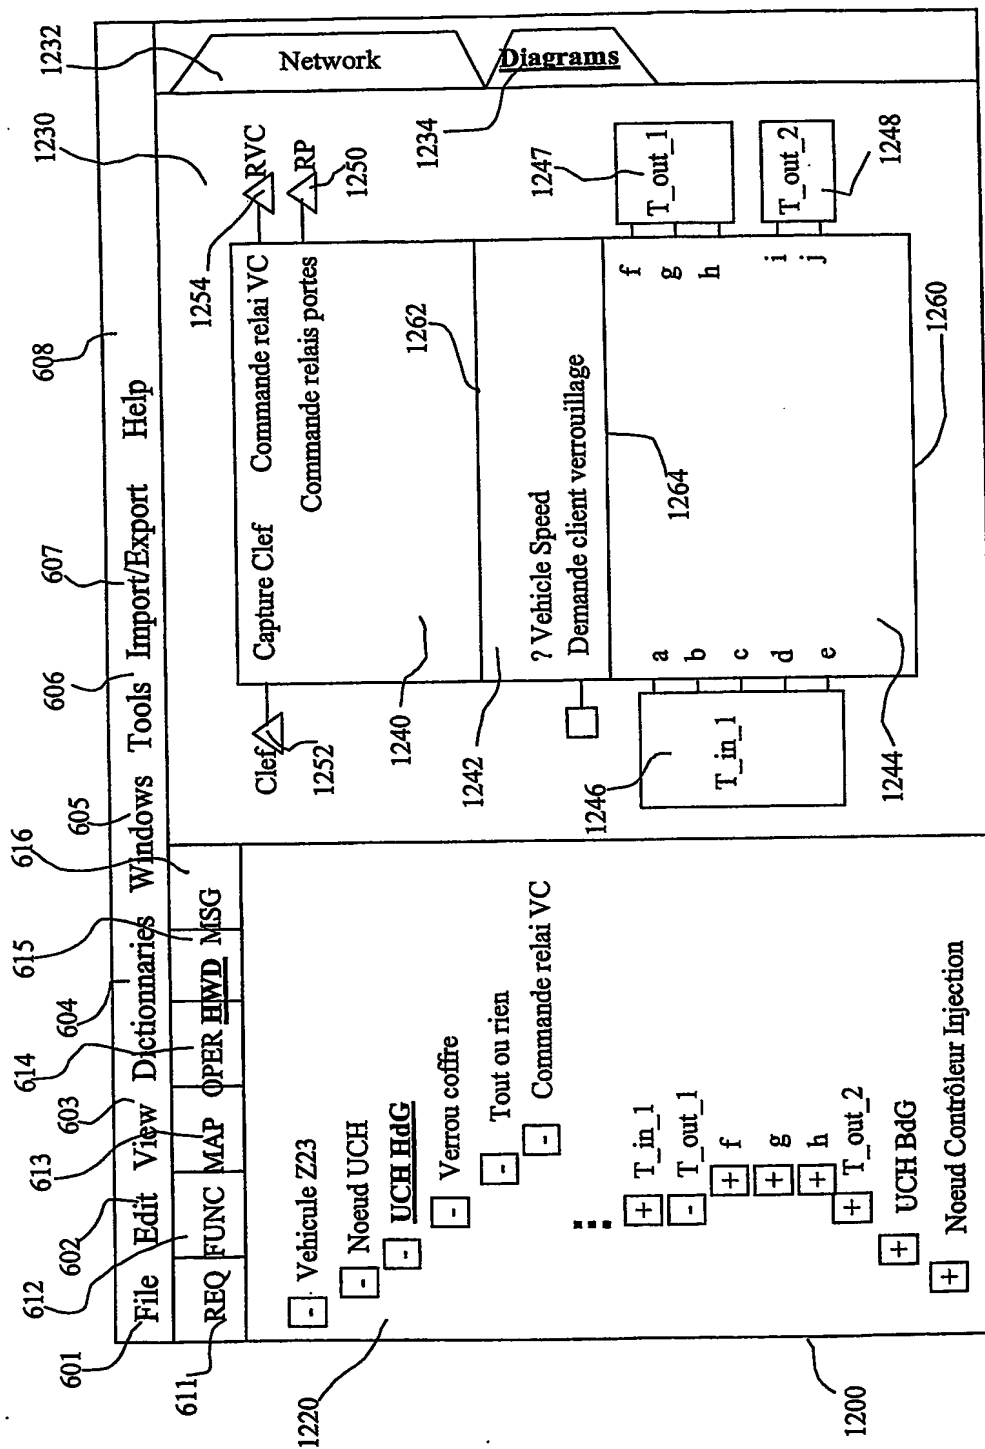 601 602 603 604 605 606 607 608
File Edit View Dictionnaries Windows Tools Import/Export Help
611 612 613 614 615 616
REQ FUNC MAP OPER HWD MSG
1220
- Vehicule Z23
- Noeud UCH
- UCH HdG
- Verrou coffre
- Tout ou rien
- Commande relai VC
+ T_in_1
- T_out_1
+ f
+ g
+ h
+ T_out_2
+ UCH BdG
+ Noeud Contrôleur Injection
1200
1230 1232
Network
Diagrams
1234
1254
RVC
RP
1250
Clef
1252
Capture Clef
Commande relai VC
Commande relais portes
1240
1262
1242
? Vehicle Speed
Demande client verrouillage
1264
1246
T_in_1
a
b
c
d
e
f
g
h
i
j
1247
T_out_1
T_out_2
1248
1244
1260